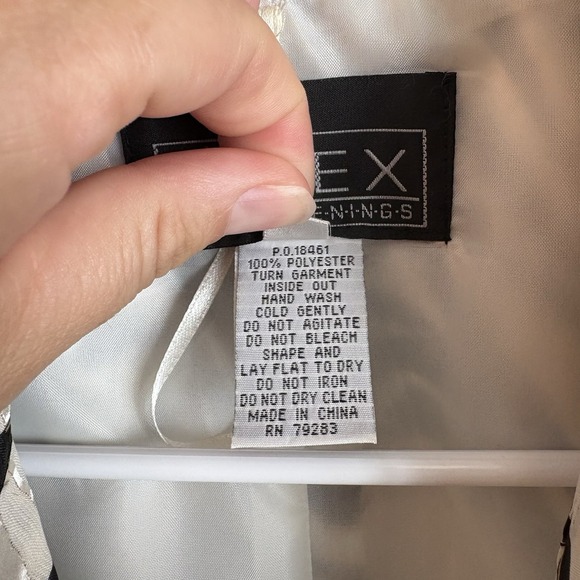 EX
E·N·I·N·G·S
P.O.18461
100% POLYESTER
TURN GARMENT
INSIDE OUT
HAND WASH
COLD GENTLY
DO NOT AGITATE
DO NOT BLEACH
SHAPE AND
LAY FLAT TO DRY
DO NOT IRON
DO NOT DRY CLEAN
MADE IN CHINA
RN 79283